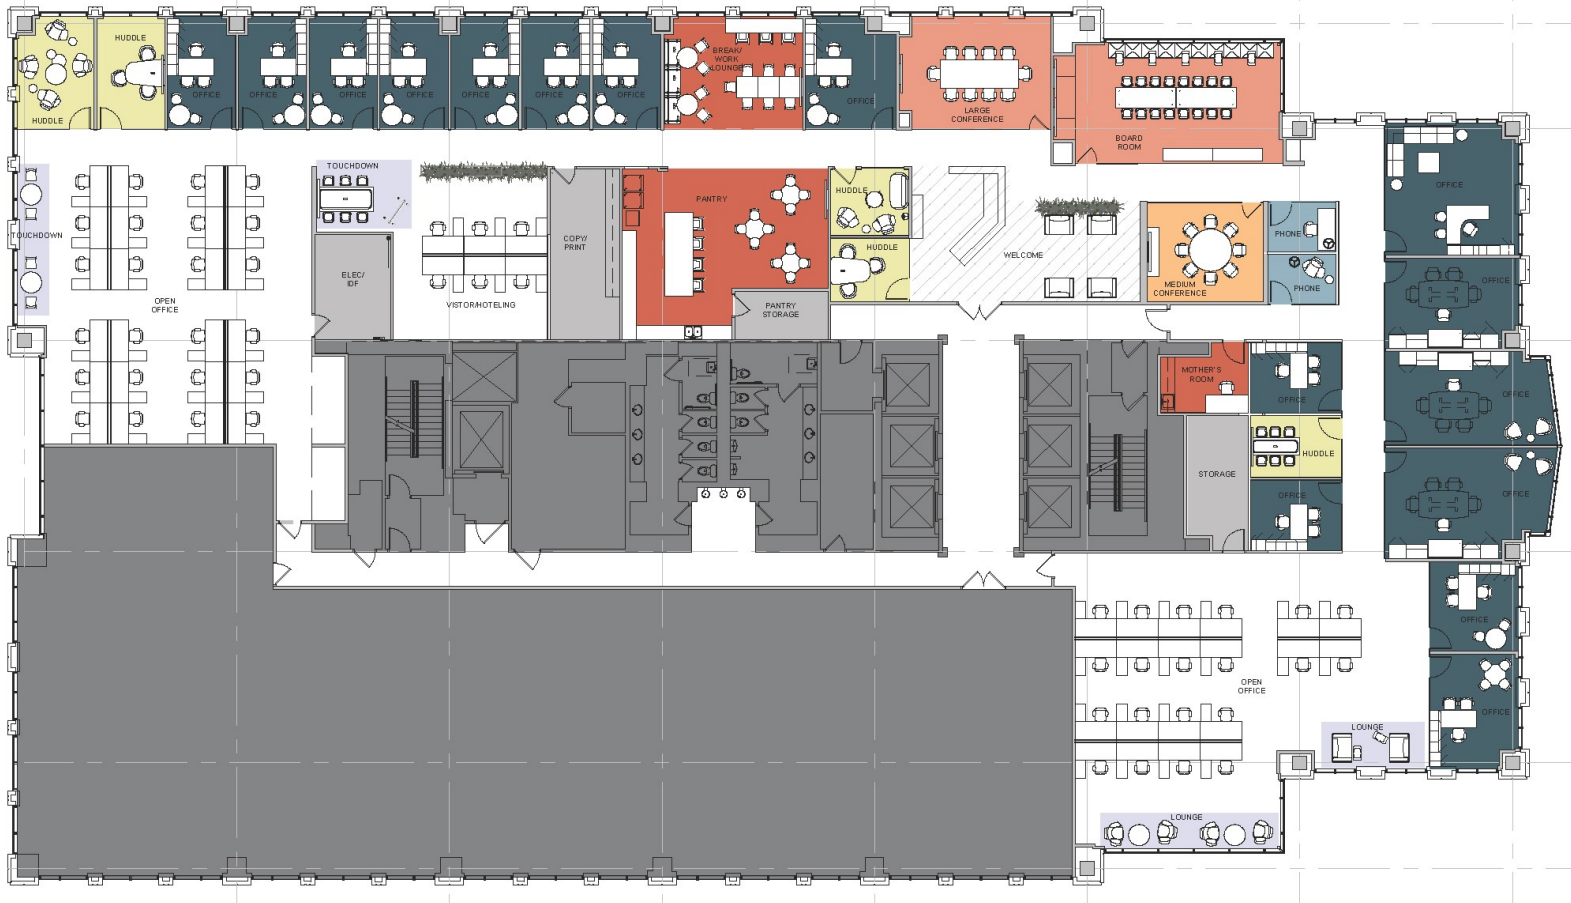 HUDDLE
HUDDLE
OFFICE
OFFICE
OFFICE
OFFICE
OFFICE
OFFICE
OFFICE
BREAK/
WORK
LOUNGE
OFFICE
LARGE
CONFERENCE
BOARD
ROOM
TOUCHDOWN
TOUCHDOWN
OPEN
OFFICE
ELEC/
IDF
VISTOR/HOTELING
COPY/
PRINT
PANTRY
PANTRY
STORAGE
HUDDLE
HUDDLE
WELCOME
MEDIUM
CONFERENCE
PHONE
PHONE
OFFICE
OFFICE
OFFICE
OFFICE
MOTHER'S
ROOM
OFFICE
HUDDLE
STORAGE
OFFICE
OFFICE
OFFICE
OPEN
OFFICE
LOUNGE
LOUNGE